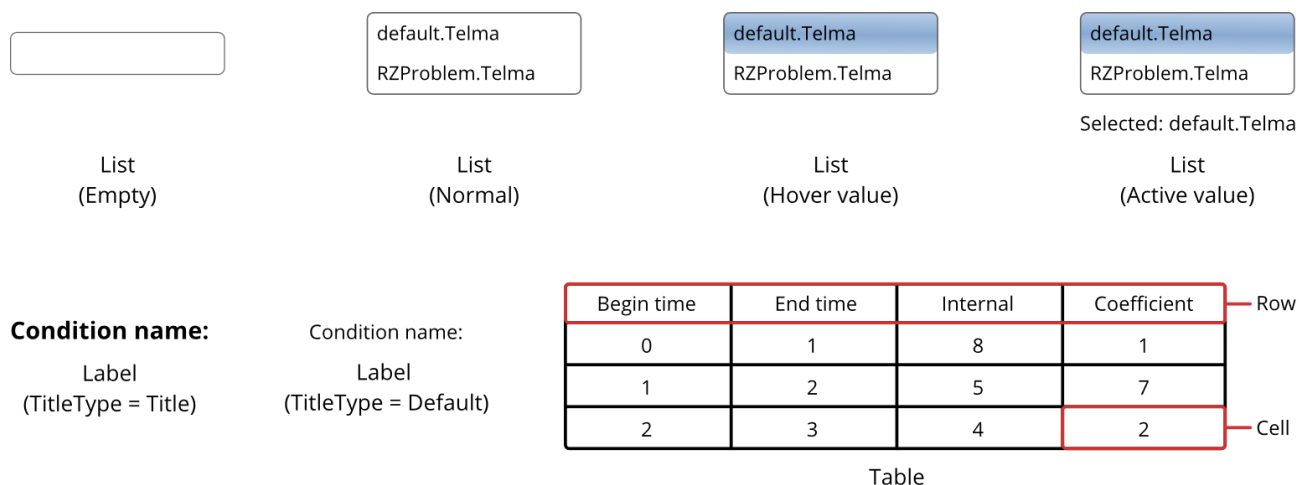 default.Telma
RZProblem.Telma
default.Telma
RZProblem.Telma
default.Telma
RZProblem.Telma
Selected: default.Telma
List
(Empty)
List
(Normal)
List
(Hover value)
List
(Active value)
Condition name:
Label
(TitleType = Title)
Condition name:
Label
(TitleType = Default)
Begin time End time Internal Coefficient Row
0 1 8 1
1 2 5 7
2 3 4 2 Cell
Table